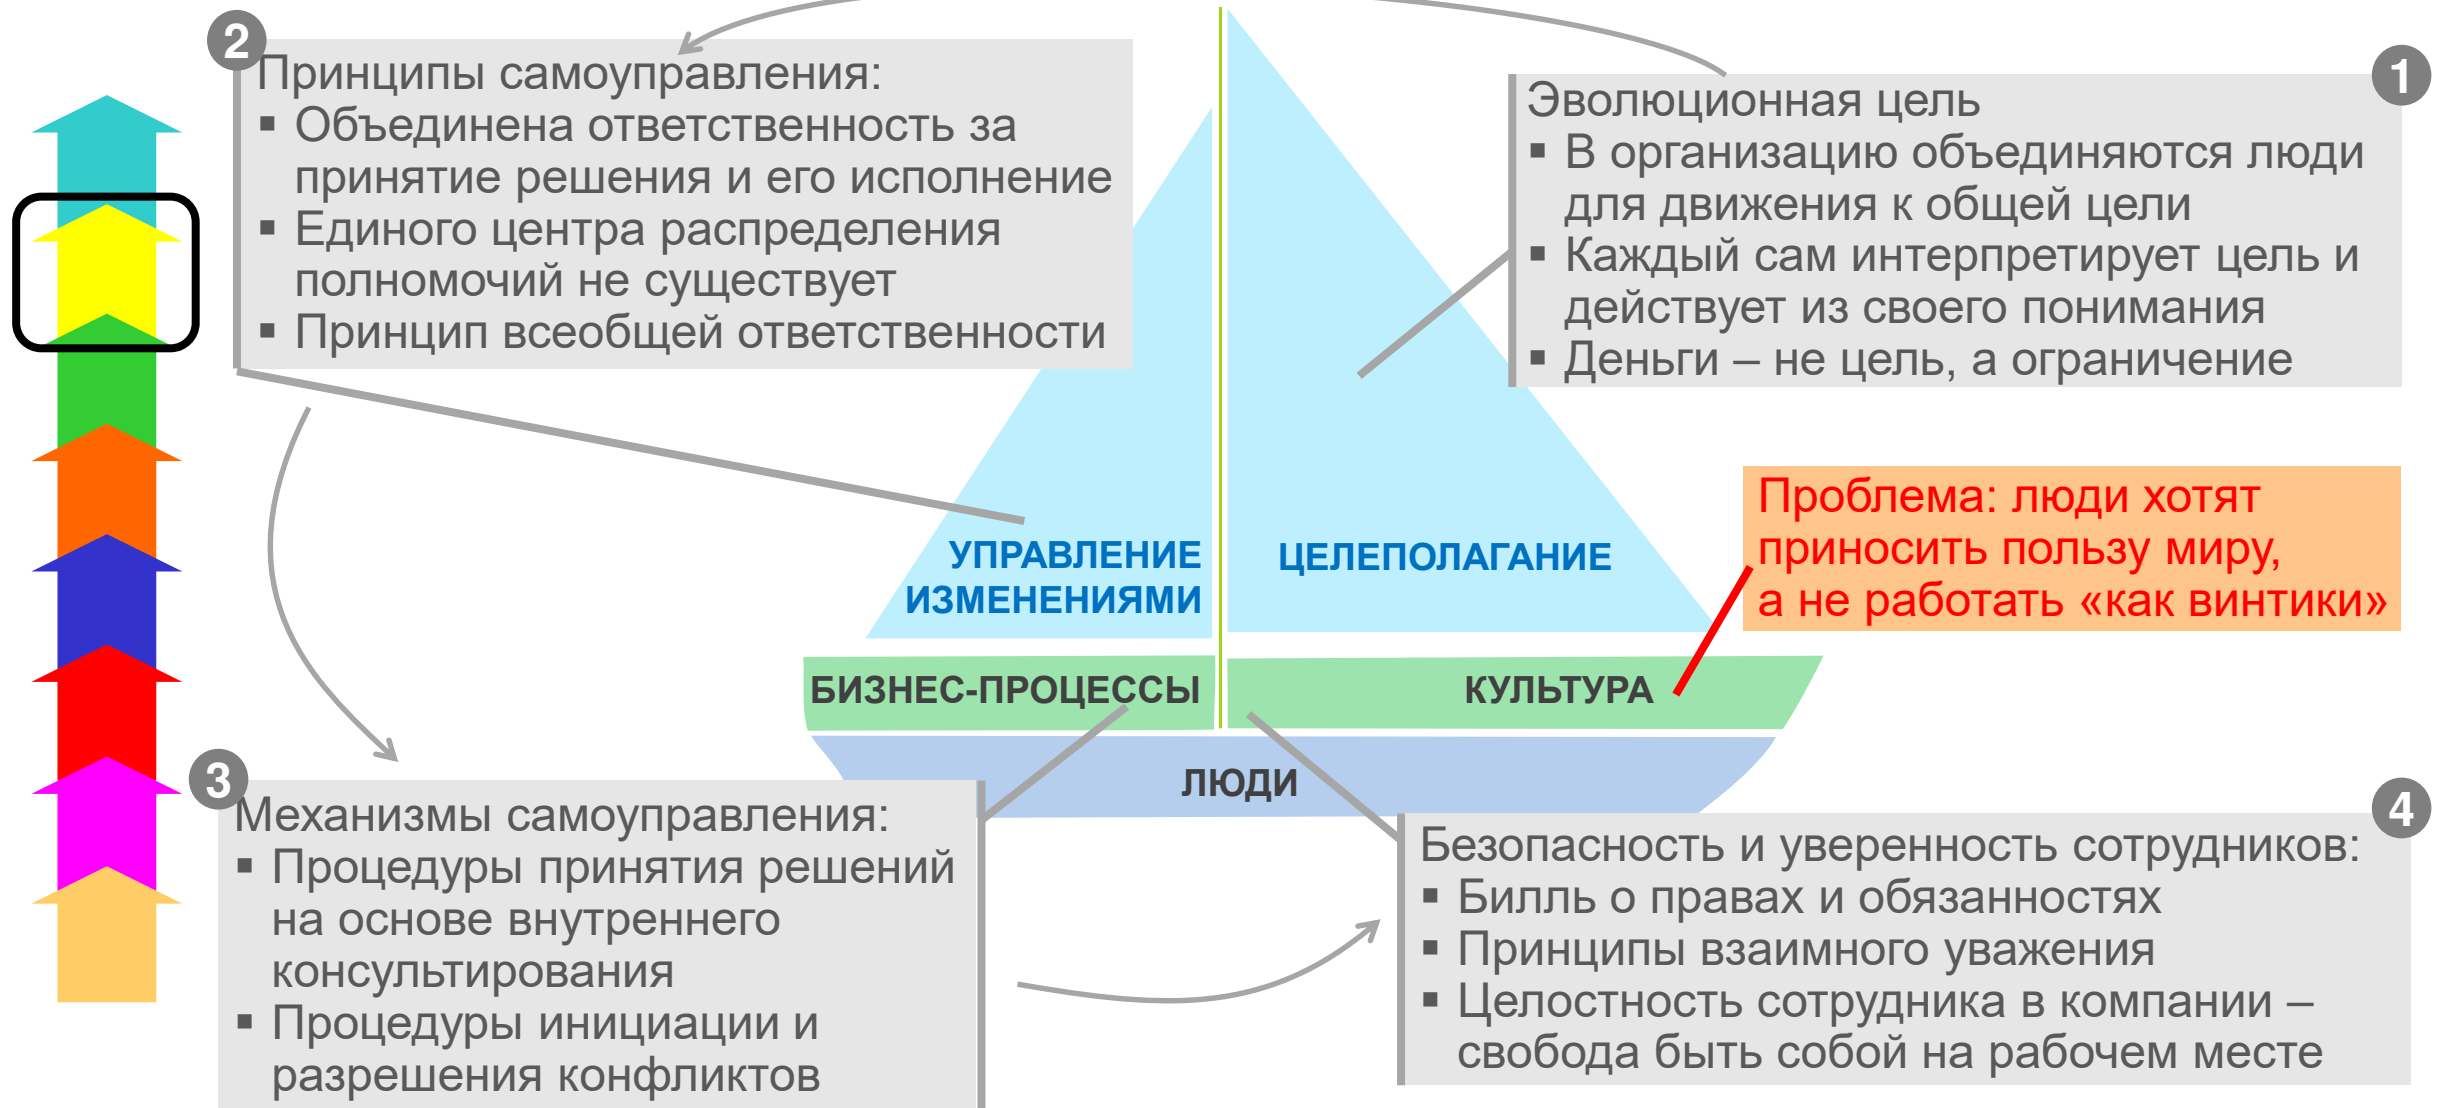 1
Эволюционная цель
▪ В организацию объединяются люди
для движения к общей цели
▪ Каждый сам интерпретирует цель и
действует из своего понимания
▪ Деньги – не цель, а ограничение
2
Принципы самоуправления:
▪ Объединена ответственность за
принятие решения и его исполнение
▪ Единого центра распределения
полномочий не существует
▪ Принцип всеобщей ответственности
УПРАВЛЕНИЕ
ИЗМЕНЕНИЯМИ
ЦЕЛЕПОЛАГАНИЕ
Проблема: люди хотят
приносить пользу миру,
а не работать «как винтики»
БИЗНЕС-ПРОЦЕССЫ
КУЛЬТУРА
ЛЮДИ
3
Механизмы самоуправления:
▪ Процедуры принятия решений
на основе внутреннего
консультирования
▪ Процедуры инициации и
разрешения конфликтов
4
Безопасность и уверенность сотрудников:
▪ Билль о правах и обязанностях
▪ Принципы взаимного уважения
▪ Целостность сотрудника в компании –
свобода быть собой на рабочем месте